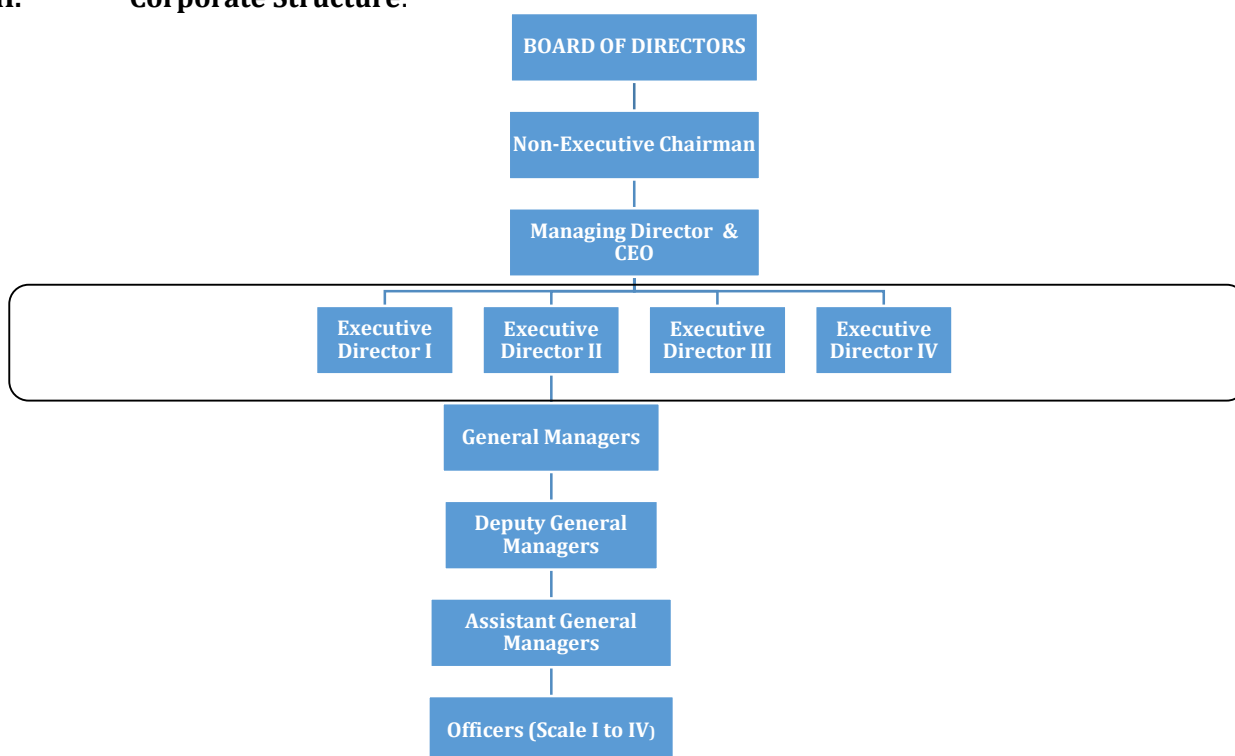 Corporate Structure:
BOARD OF DIRECTORS
Non-Executive Chairman
Managing Director &
CEO
Executive
Director I
Executive
Director II
Executive
Director III
Executive
Director IV
General Managers
Deputy General
Managers
Assistant General
Managers
Officers (Scale I to IV)